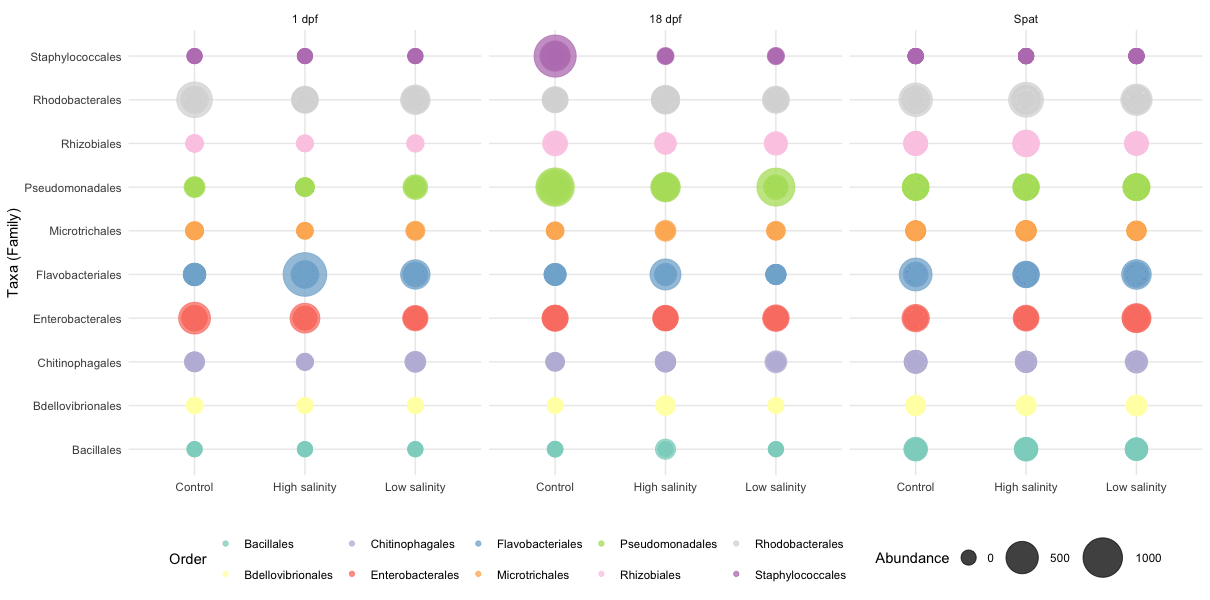 1 dpf 18 dpf Spat
Staphylococcales
Rhodobacterales
Rhizobiales
Pseudomonadales
Microtrichales
Flavobacteriales
Enterobacterales
Chitinophagales
Bdellovibrionales
Bacillales
Taxa (Family)
Control High salinity Low salinity Control High salinity Low salinity Control High salinity Low salinity
Order Bacillales Chitinophagales Flavobacteriales Pseudomonadales Rhodobacterales
Bdellovibrionales Enterobacterales Microtrichales Rhizobiales Staphylococcales
Abundance 0 500 1000